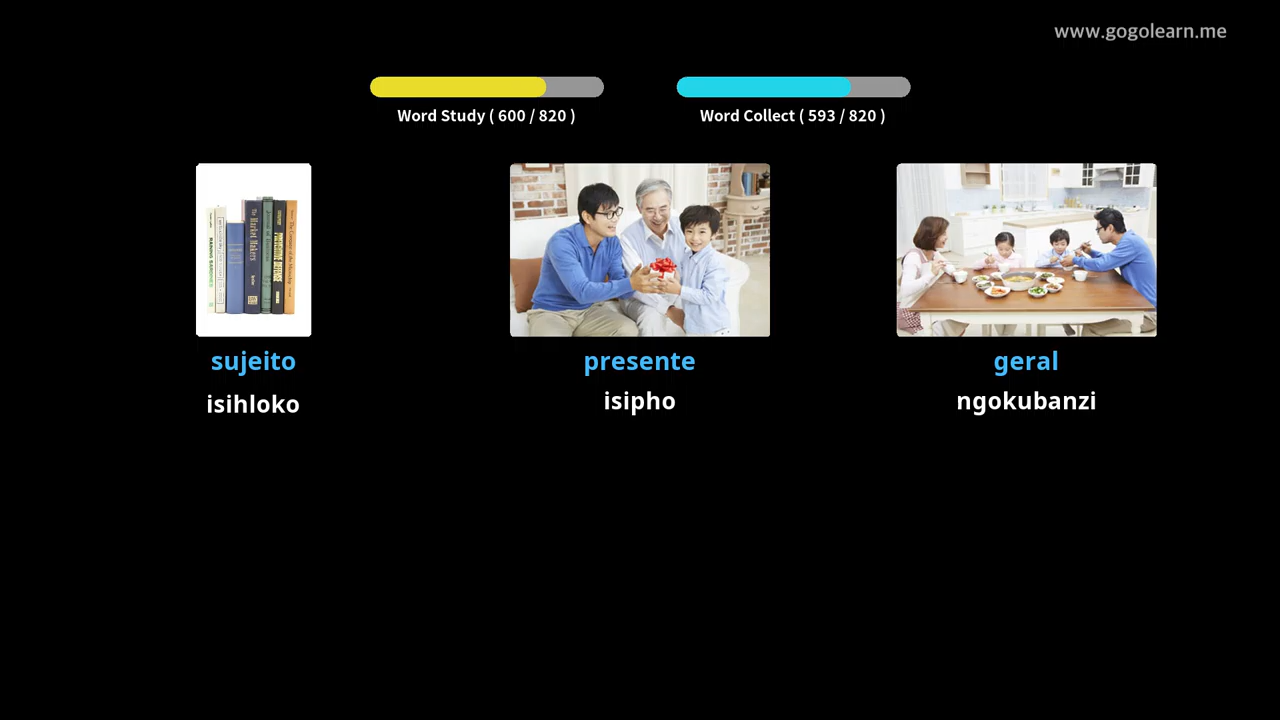 www.gogolearn.me
Word Study ( 600 / 820 )
Word Collect ( 593 / 820 )
sujeito
presente
geral
isihloko
isipho
ngokubanzi